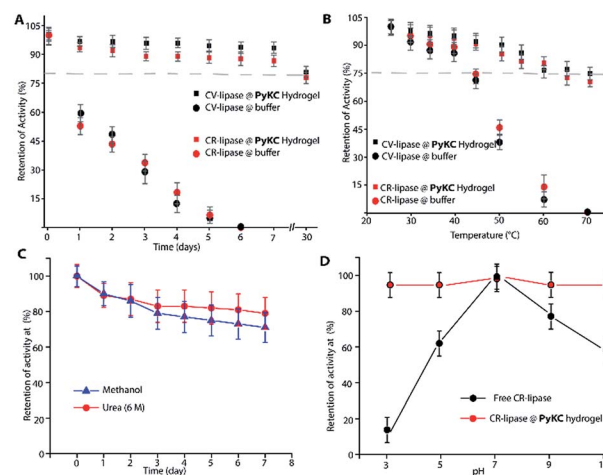 A
Retention of Activity (%)
105
90
75
60
45
30
15
CV-lipase @ PyKC Hydrogel
CV-lipase @ buffer
CR-lipase @ PyKC Hydrogel
CR-lipase @ buffer
0 1 2 3 4 5 6 7 30
Time (days)
B
Retention of Activity (%)
105
90
75
60
45
30
15
CV-lipase @ PyKC Hydrogel
CV-lipase @ buffer
CR-lipase @ PyKC Hydrogel
CR-lipase @ buffer
20 30 40 50 60 70
Temperature (°C)
C
Retention of activity at (%)
100
80
60
40
20
0
Methanol
Urea (6 M)
0 1 2 3 4 5 6 7 8
Time (day)
D
Retention of activity at (%)
100
80
60
40
20
0
Free CR-lipase
CR-lipase @ PyKC hydrogel
3 5 7 9
pH